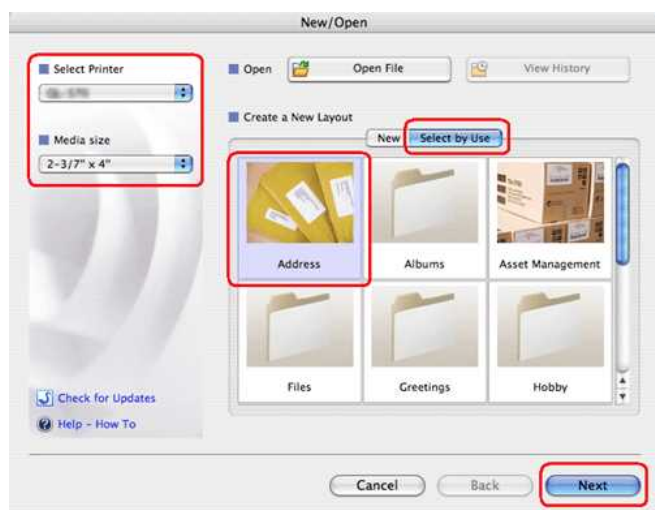 New/Open
Select Printer
Media size
2-3/7" x 4"
Check for Updates
Help - How To
Open
Open File
View History
Create a New Layout
New
Select by Use
Address
Albums
Asset Management
Files
Greetings
Hobby
Cancel
Back
Next